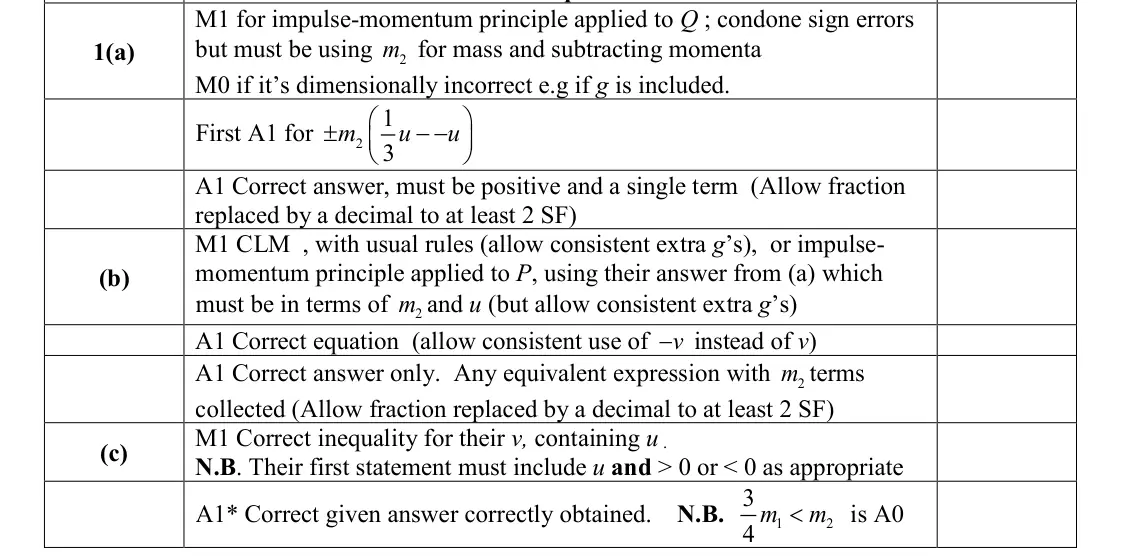 1(a)
M1 for impulse-momentum principle applied to Q ; condone sign errors
but must be using m₂ for mass and subtracting momenta
M0 if it’s dimensionally incorrect e.g if g is included.
First A1 for ±m₂(1/3 u − −u)
A1 Correct answer, must be positive and a single term (Allow fraction
replaced by a decimal to at least 2 SF)
(b)
M1 CLM , with usual rules (allow consistent extra g’s), or impulse-
momentum principle applied to P, using their answer from (a) which
must be in terms of m₂ and u (but allow consistent extra g’s)
A1 Correct equation (allow consistent use of −v instead of v)
A1 Correct answer only. Any equivalent expression with m₂ terms
collected (Allow fraction replaced by a decimal to at least 2 SF)
(c)
M1 Correct inequality for their v, containing u .
N.B. Their first statement must include u and > 0 or < 0 as appropriate
A1* Correct given answer correctly obtained. N.B. 3/4 m₁ < m₂ is A0